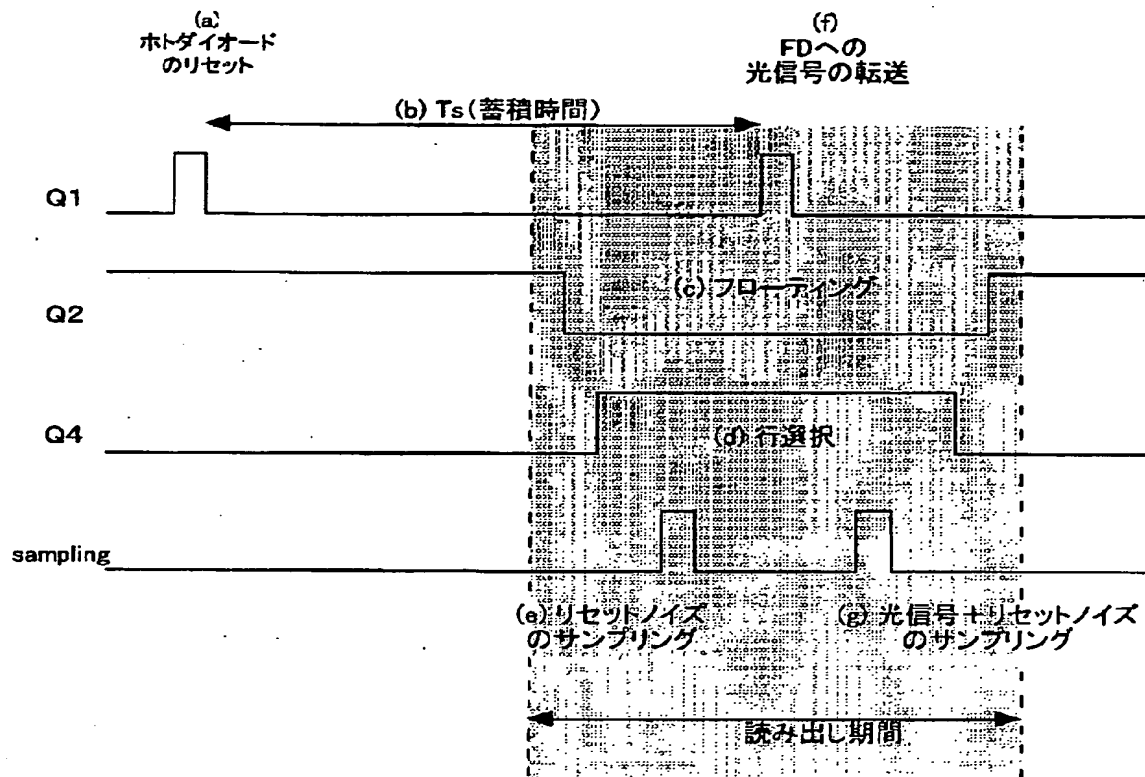 (a)
ホトダイオード
のリセット
(f)
FDへの
光信号の転送
(b) Ts(蓄積時間)
Q1
(c) フローティング
Q2
Q4
(d) 行選択
sampling
(e) リセットノイズ
のサンプリング
(g) 光信号+リセットノイズ
のサンプリング
読み出し期間